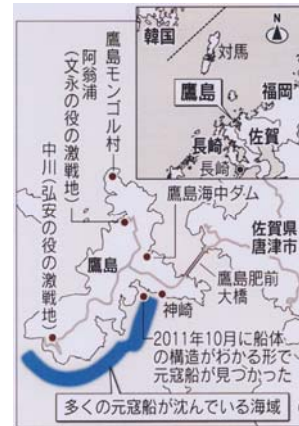 N
韓国
対馬
福岡
鷹島
佐賀
長崎
長崎
鷹島モンゴル村
阿翁浦
(文永の役の激戦地)
中川(弘安の役の激戦地)
鷹島海中ダム
鷹島
佐賀県
唐津市
鷹島肥前
大橋
神崎
2011年10月に船体
の構造がわかる形で
元寇船が見つかった
多くの元寇船が沈んでいる海域